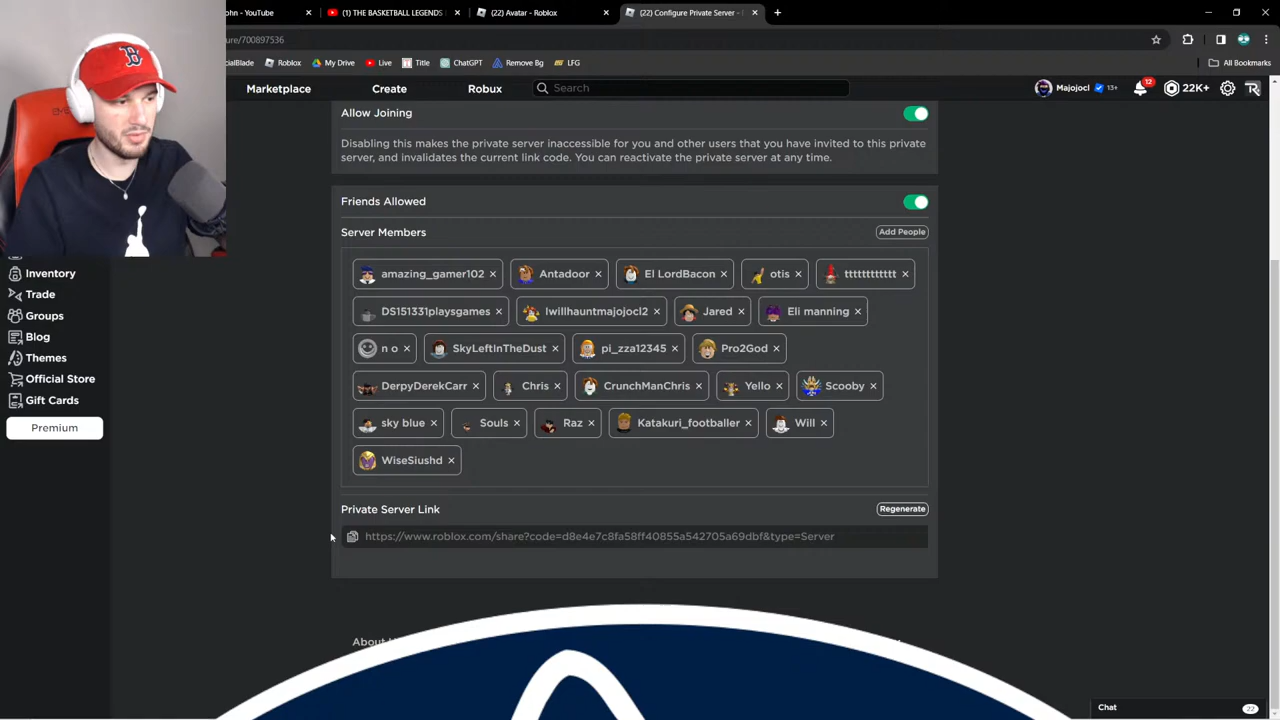 ohn - YouTube
(1) THE BASKETBALL LEGENDS
(22) Avatar - Roblox
(22) Configure Private Server -
ure/700897536
cialBlade
Roblox
My Drive
Live
Title
ChatGPT
Remove Bg
LFG
All Bookmarks
Marketplace
Create
Robux
Search
Majojocl
13+
12
22K+
B
Allow Joining
Disabling this makes the private server inaccessible for you and other users that you have invited to this private
server, and invalidates the current link code. You can reactivate the private server at any time.
Friends Allowed
Server Members
Add People
amazing_gamer102
Antadoor
El LordBacon
otis
tttttttttttt
DS151331playsgames
Iwillhauntmajojocl2
Jared
Eli manning
n o
SkyLeftInTheDust
pi_zza12345
Pro2God
DerpyDerekCarr
Chris
CrunchManChris
Yello
Scooby
sky blue
Souls
Raz
Katakuri_footballer
Will
WiseSiushd
Private Server Link
Regenerate
https://www.roblox.com/share?code=d8e4e7c8fa58ff40855a542705a69dbf&type=Server
Inventory
Trade
Groups
Blog
Themes
Official Store
Gift Cards
Premium
About
Chat
22